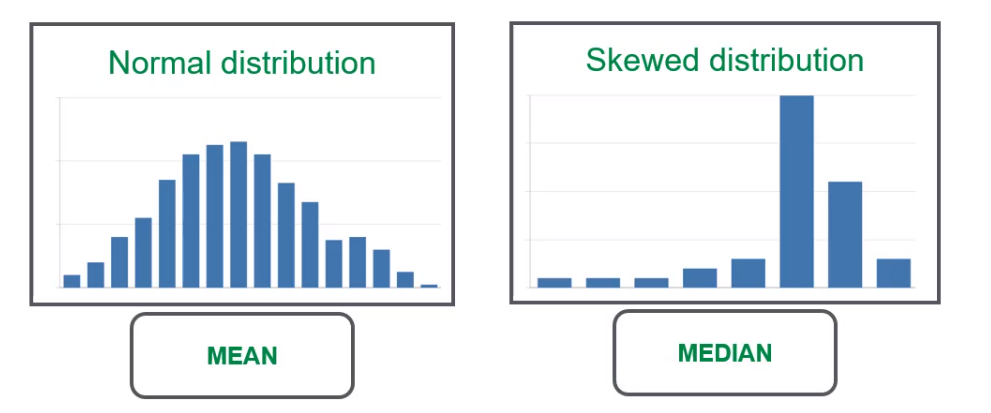 Normal distribution
Skewed distribution
MEAN
MEDIAN